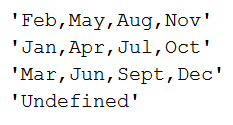 'Feb,May,Aug,Nov'
'Jan,Apr,Jul,Oct'
'Mar,Jun,Sept,Dec'
'Undefined'